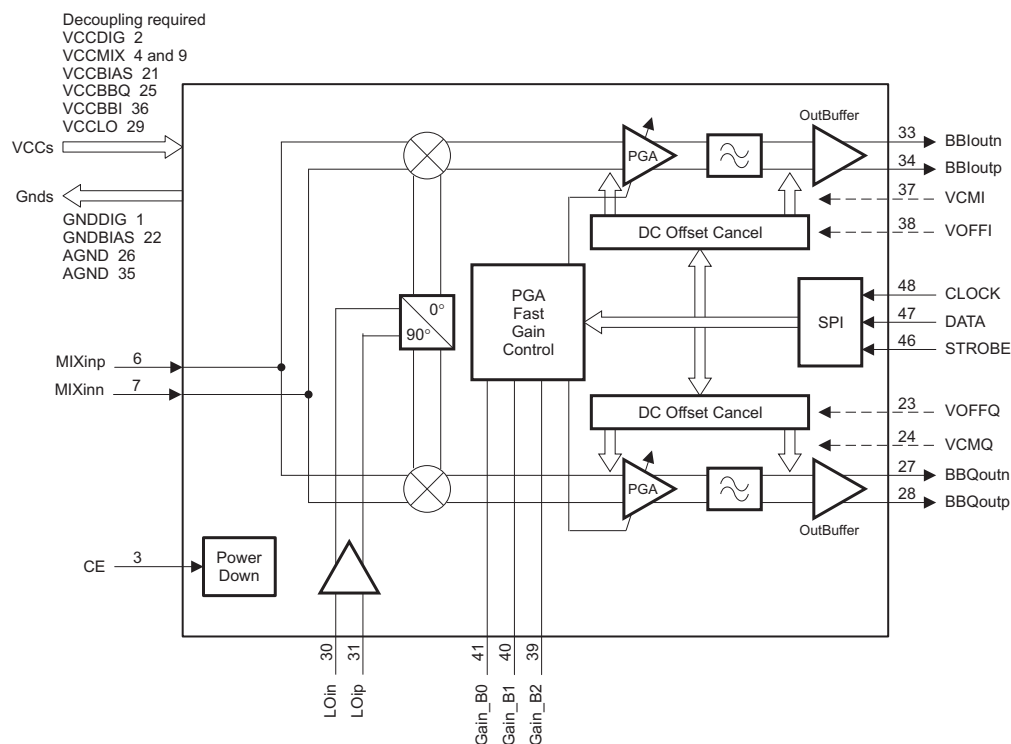 Decoupling required
VCCDIG 2
VCCMIX 4 and 9
VCCBIAS 21
VCCBBQ 25
VCCBBI 36
VCCLO 29
VCCs
Gnds
GNDDIG 1
GNDBIAS 22
AGND 26
AGND 35
OutBuffer
PGA
33 BBIoutn
34 BBIoutp
37 VCMI
DC Offset Cancel
38 VOFFI
PGA
Fast
Gain
Control
0°
90°
SPI
48 CLOCK
47 DATA
46 STROBE
MIXinp 6
MIXinn 7
DC Offset Cancel
23 VOFFQ
24 VCMQ
27 BBQoutn
28 BBQoutp
PGA
OutBuffer
CE 3
Power
Down
30 LOin
31 LOip
41 Gain_B0
40 Gain_B1
39 Gain_B2